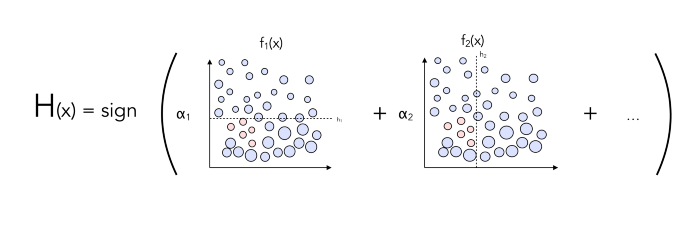 f₁(x)
f₂(x)
h₂
H(x) = sign ( α₁ h₁ + α₂ + ... )